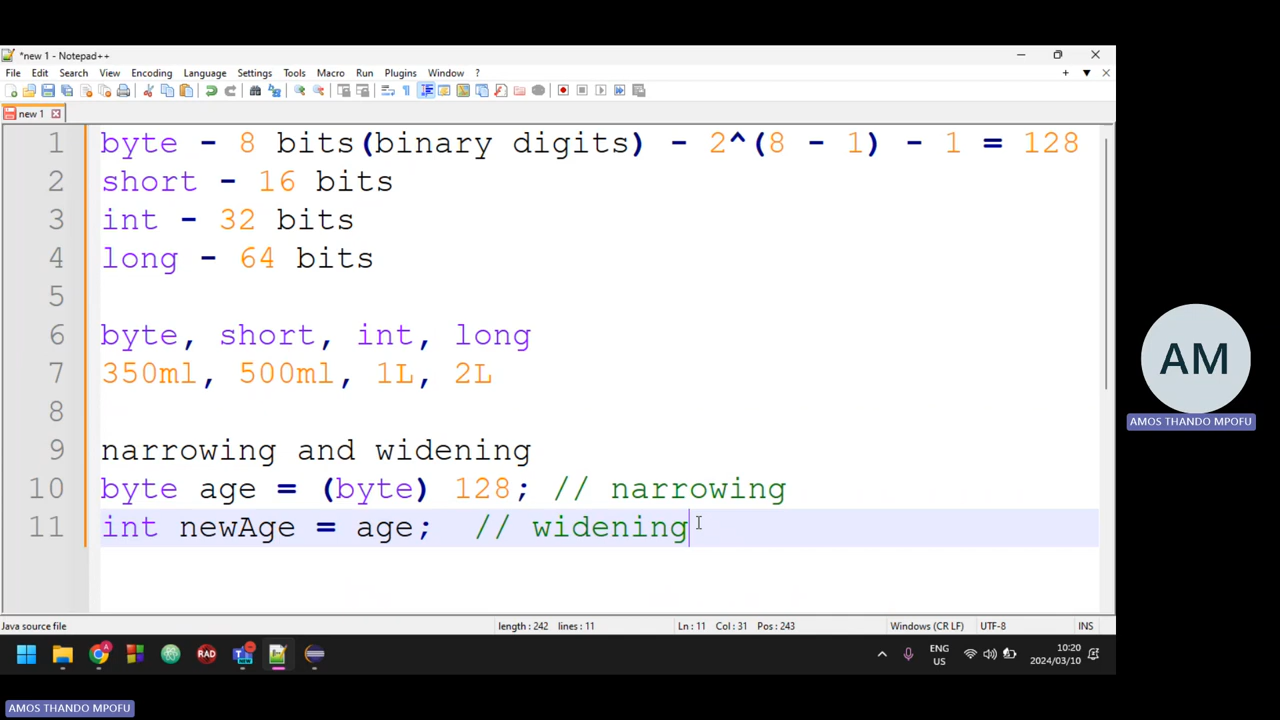 *new 1 - Notepad++
File Edit Search View Encoding Language Settings Tools Macro Run Plugins Window ?
new 1
1 byte - 8 bits(binary digits) - 2^(8 - 1) - 1 = 128
2 short - 16 bits
3 int - 32 bits
4 long - 64 bits
5
6 byte, short, int, long
7 350ml, 500ml, 1L, 2L
8
9 narrowing and widening
10 byte age = (byte) 128; // narrowing
11 int newAge = age; // widening
AM
AMOS THANDO MPOFU
Java source file length : 242 lines : 11 Ln : 11 Col : 31 Pos : 243 Windows (CR LF) UTF-8 INS
RAD
ENG
US
10:20
2024/03/10
AMOS THANDO MPOFU